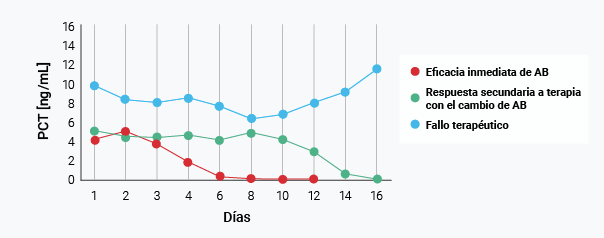 PCT [ng/mL]
16
14
12
10
8
6
4
2
0
1 2 3 4 6 8 10 12 14 16
Días
Eficacia inmediata de AB
Respuesta secundaria a terapia
con el cambio de AB
Fallo terapéutico